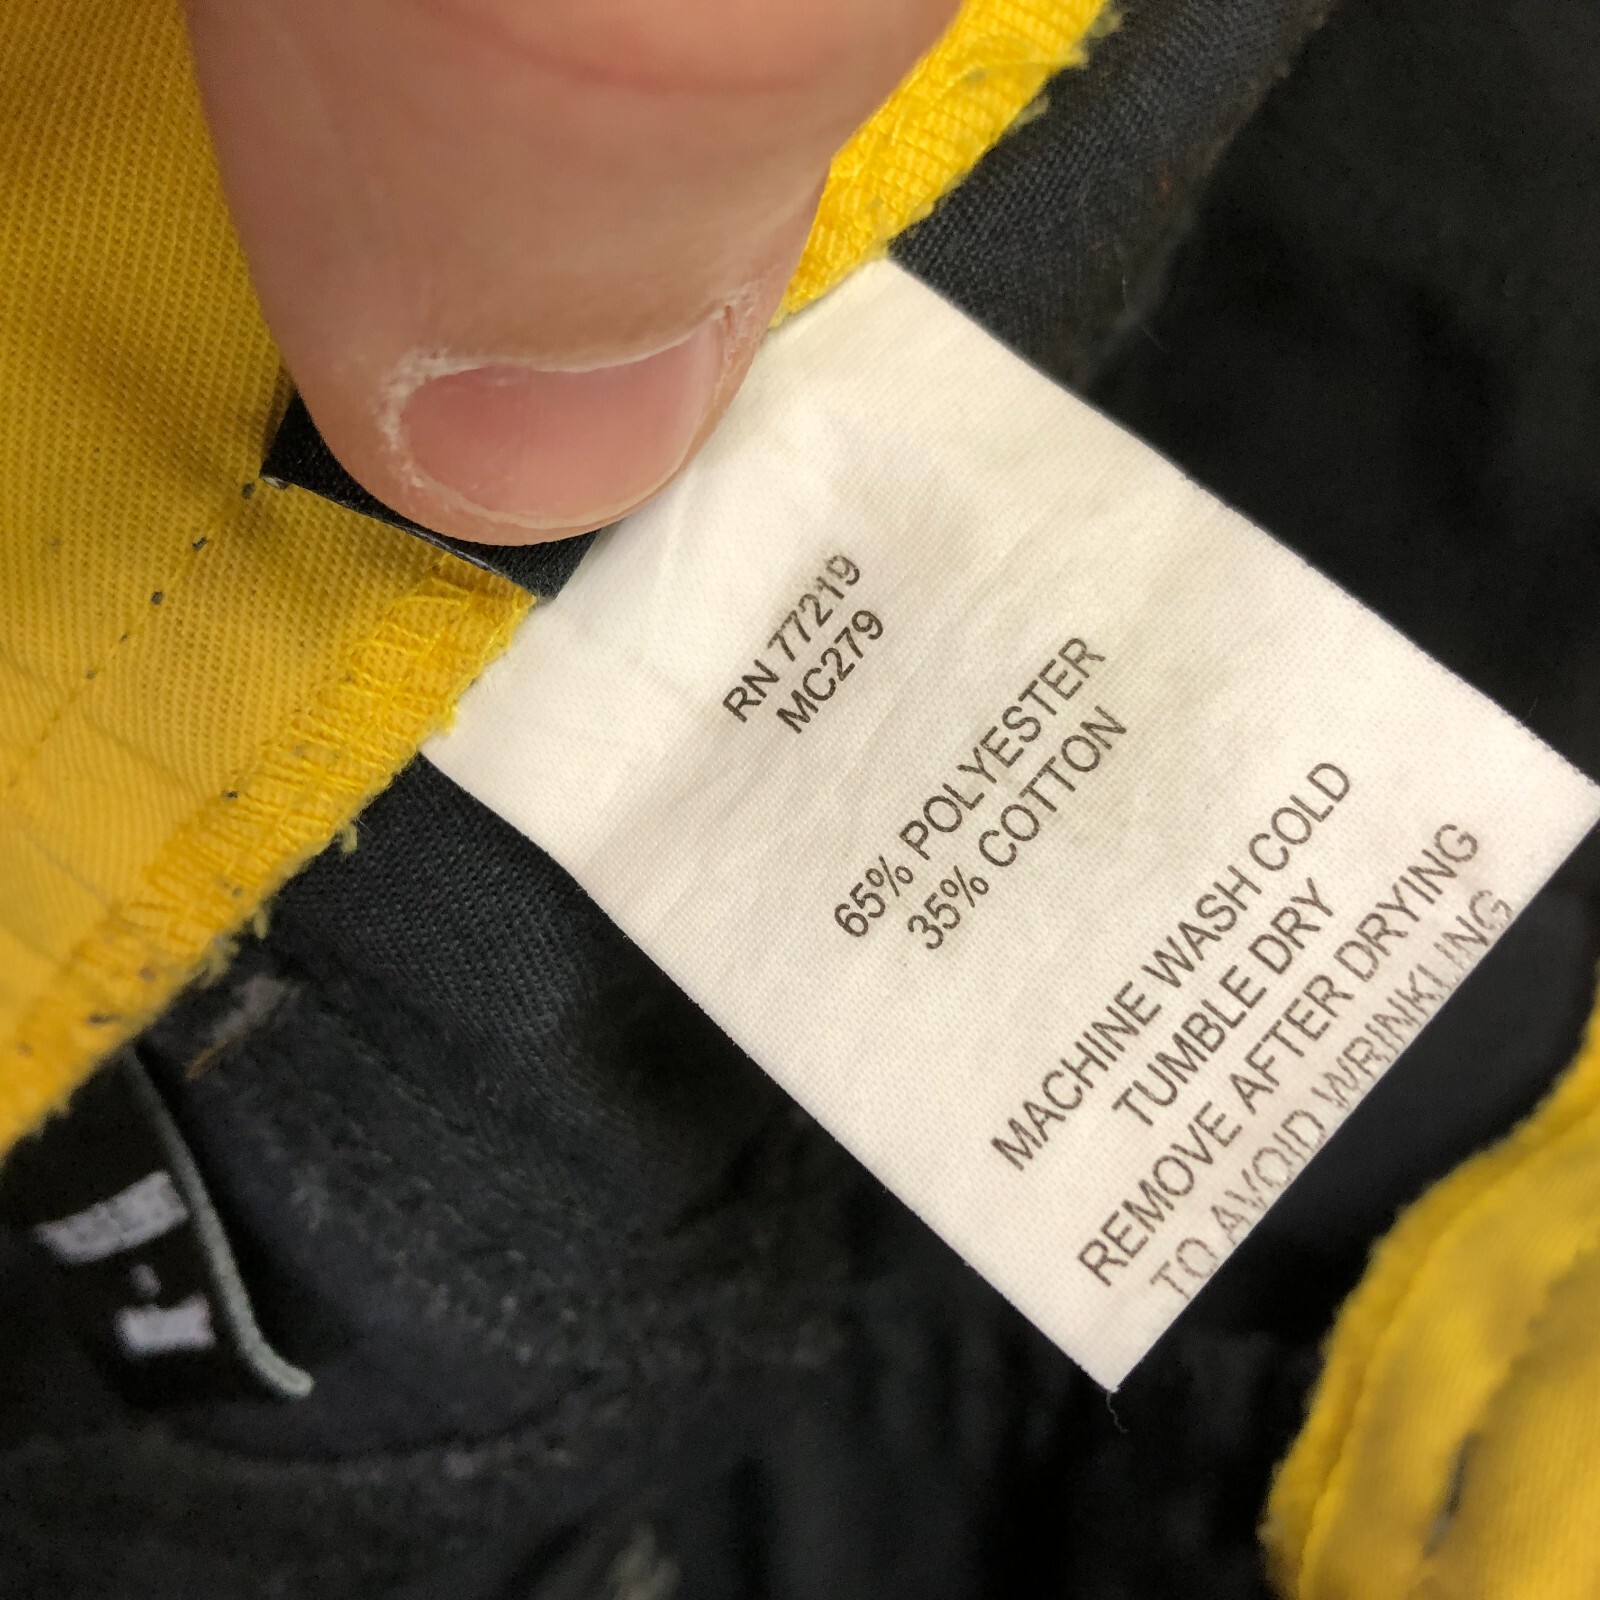 RN 77219
MC279
65% POLYESTER
35% COTTON
MACHINE WASH COLD
TUMBLE DRY
REMOVE AFTER DRYING
TO AVOID WRINKLING